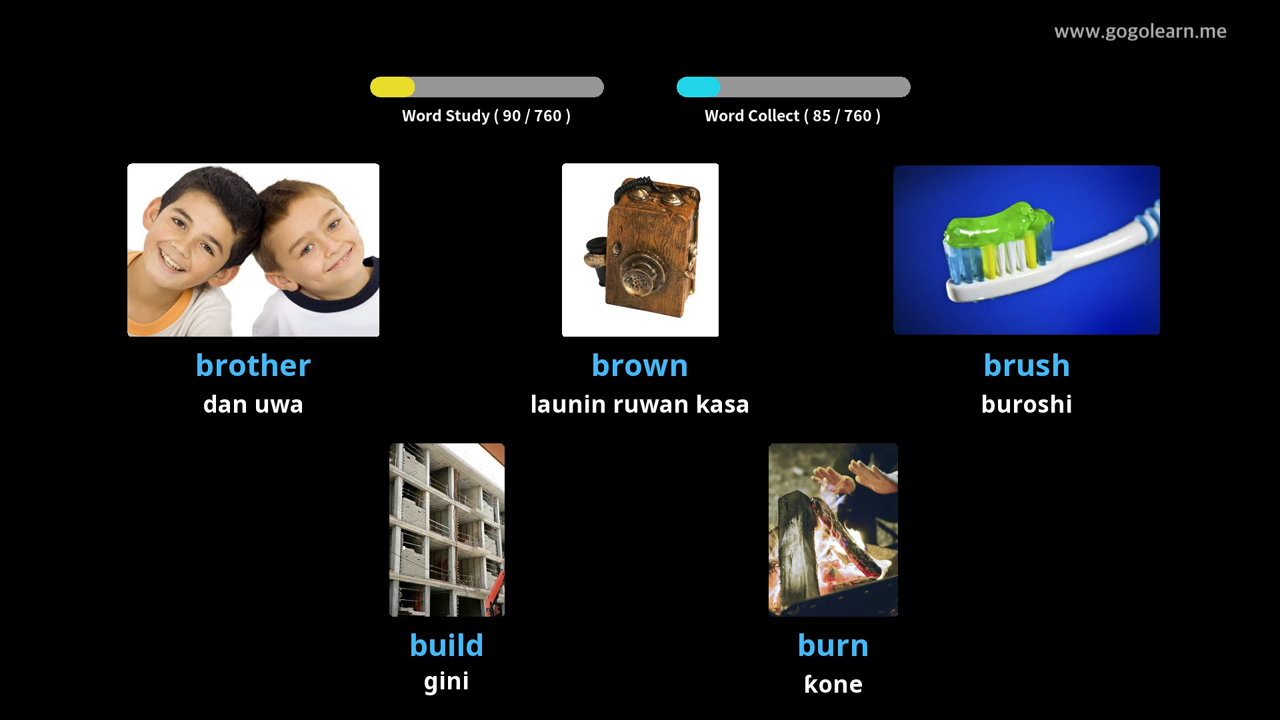 www.gogolearn.me
Word Study ( 90 / 760 )
Word Collect ( 85 / 760 )
brother
brown
brush
dan uwa
launin ruwan kasa
buroshi
build
burn
gini
ƙone